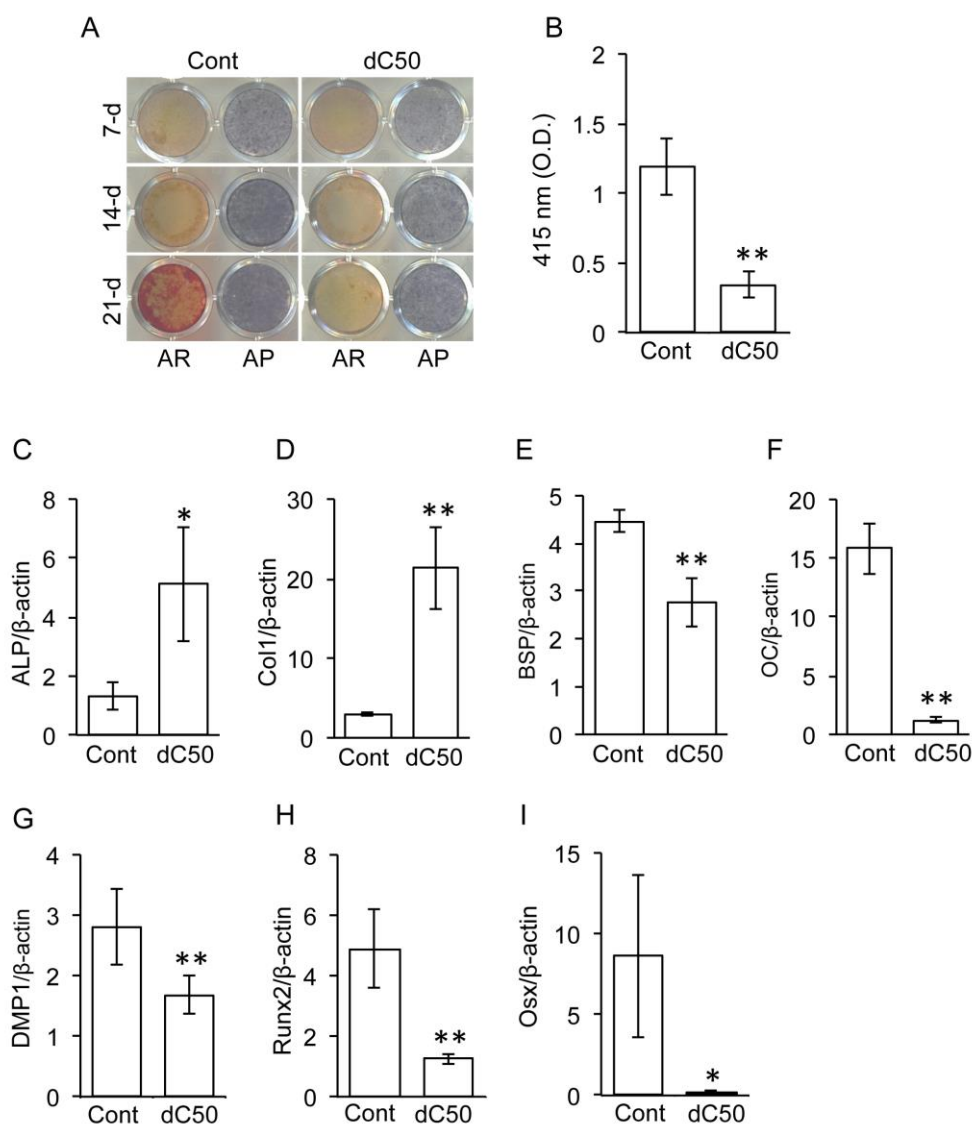 A
Cont dC50
7-d
14-d
21-d
AR AP AR AP
B
415 nm (O.D.)
2
1.5
1
0.5
0
**
Cont dC50
C
ALP/β-actin
8
6
4
2
0
*
Cont dC50
D
Col1/β-actin
30
20
10
0
**
Cont dC50
E
BSP/β-actin
5
4
3
2
1
0
**
Cont dC50
F
OC/β-actin
20
15
10
5
0
**
Cont dC50
G
DMP1/β-actin
4
3
2
1
0
**
Cont dC50
H
Runx2/β-actin
8
6
4
2
0
**
Cont dC50
I
Osx/β-actin
15
10
5
0
*
Cont dC50